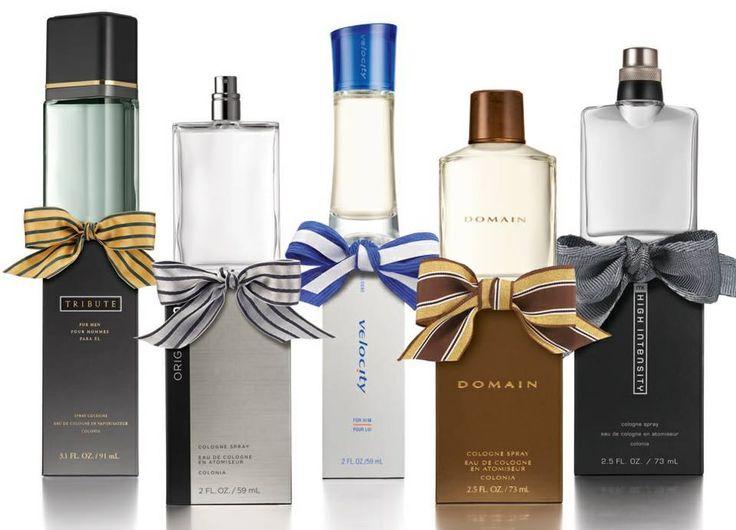 TRIBUTE
FOR MEN
POUR HOMMES
PARA ÉL
SPRAY COLOGNE
EAU DE COLOGNE EN VAPORISATEUR
COLONIA
3.1 FL. OZ. / 91 mL
ORIG
COLOGNE SPRAY
EAU DE COLOGNE
EN ATOMISEUR
COLONIA
2 FL. OZ. / 59 mL
velocity
velocity
FOR HIM
POUR LUI
2 FL.OZ./59 mL
DOMAIN
DOMAIN
COLOGNE SPRAY
EAU DE COLOGNE
EN ATOMISEUR
COLONIA
2.5 FL. OZ. / 73 mL
HIGH INTENSITY
cologne spray
eau de cologne en atomiseur
colonia
2.5 FL. OZ. / 73 mL